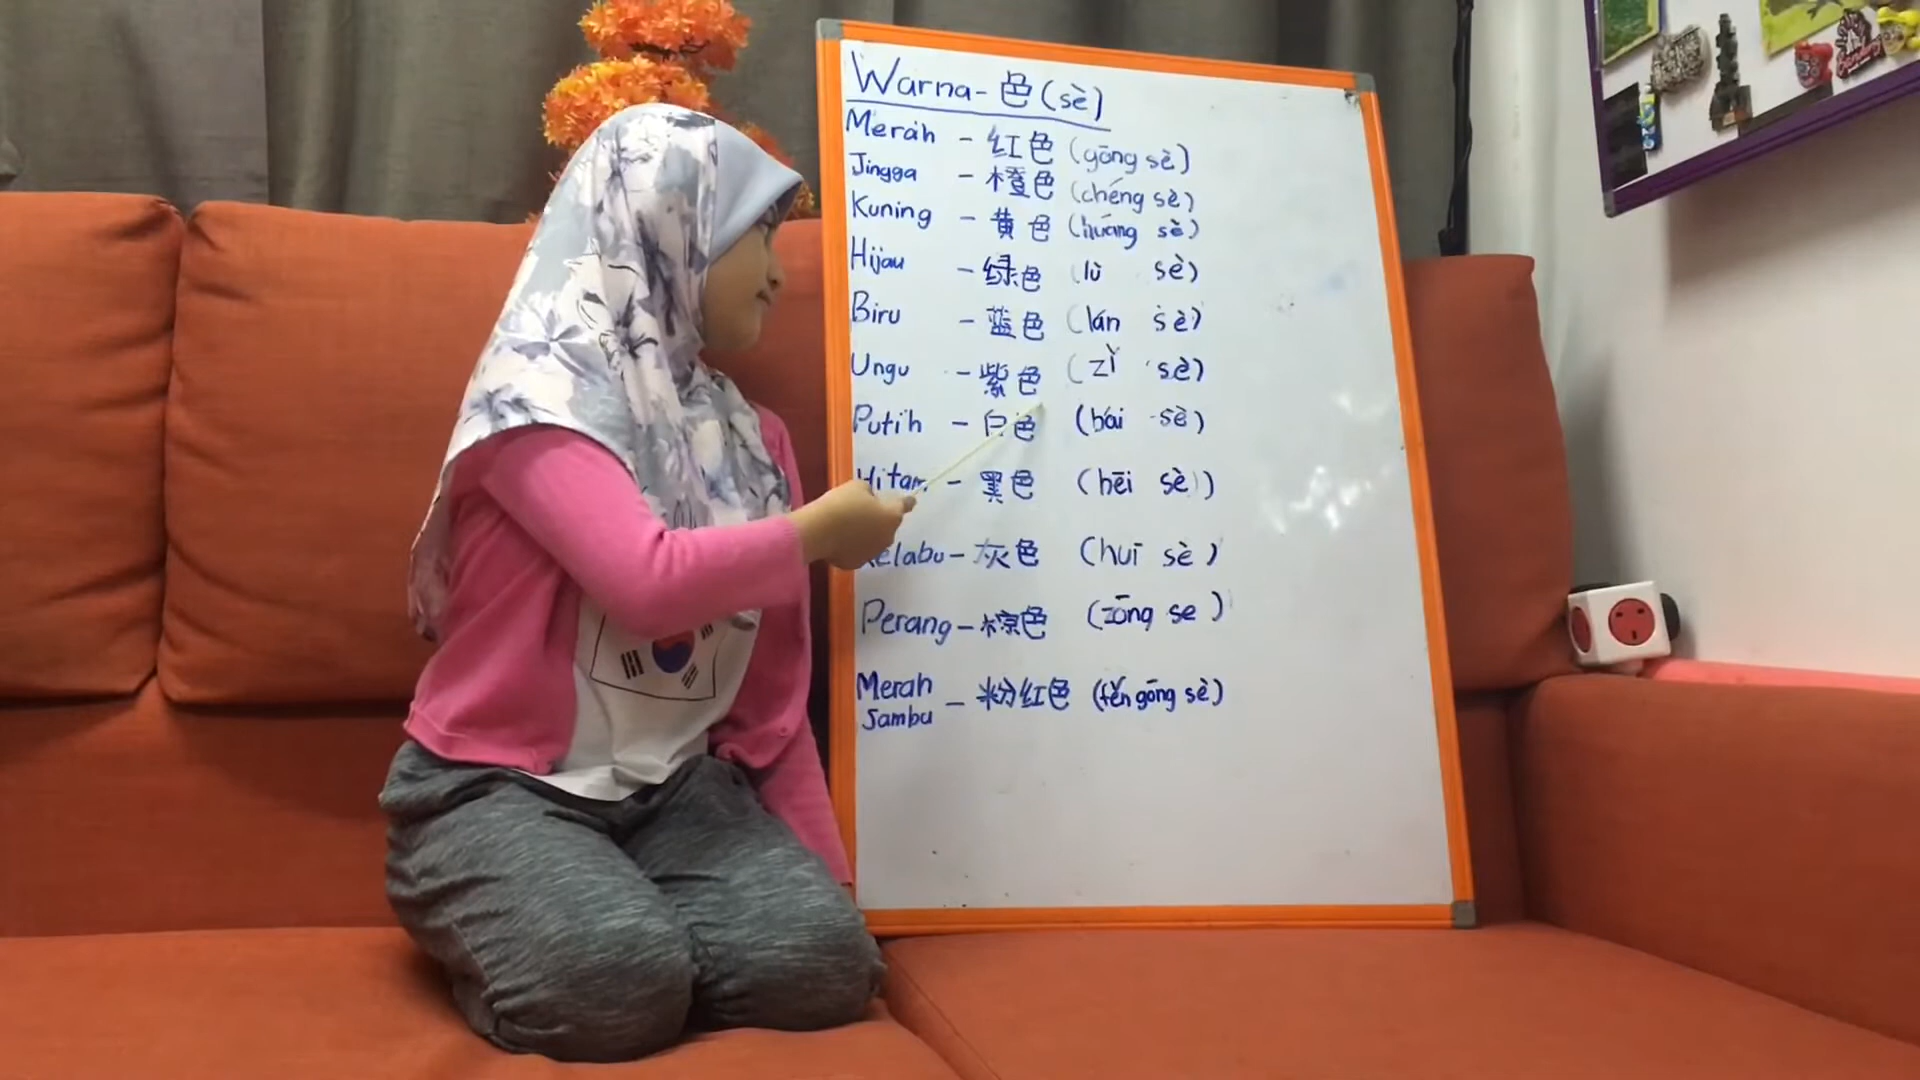 Warna - 色 (sè)
Merah - 红色 (gōng sè)
Jingga - 橙色 (chéng sè)
Kuning - 黄色 (huáng sè)
Hijau - 绿色 (lù sè)
Biru - 蓝色 (lán sè)
Ungu - 紫色 (zǐ sè)
Putih - 白色 (bái sè)
Hitam - 黑色 (hēi sè)
Kelabu - 灰色 (huī sè)
Perang - 棕色 (zōng se)
Merah Sambu - 粉红色 (fěn gōng sè)